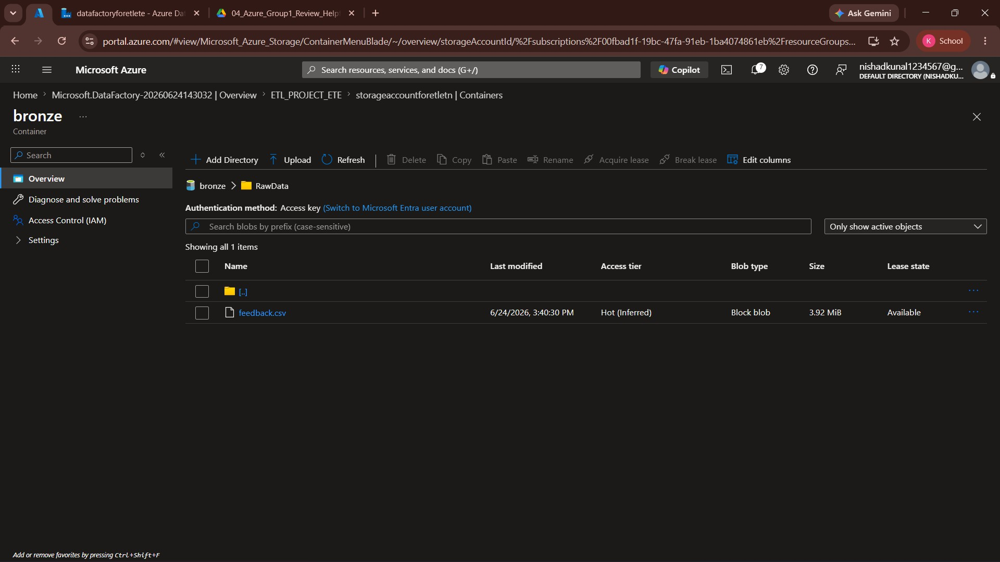 datafactoryforetlete - Azure Da
04_Azure_Group1_Review_Help
Ask Gemini
portal.azure.com/#view/Microsoft_Azure_Storage/ContainerMenuBlade/~/overview/storageAccountId/%2Fsubscriptions%2F00fbad1f-19bc-47fa-91eb-1ba4074861eb%2FresourceGroups...
K School
Microsoft Azure
Search resources, services, and docs (G+/)
Copilot
7
nishadkunal1234567@g...
DEFAULT DIRECTORY (NISHADKU...
Home > Microsoft.DataFactory-20260624143032 | Overview > ETL_PROJECT_ETE > storageaccountforetletn | Containers
bronze ...
Container
Search
Overview
Diagnose and solve problems
Access Control (IAM)
Settings
Add Directory Upload Refresh Delete Copy Paste Rename Acquire lease Break lease Edit columns
bronze > RawData
Authentication method: Access key (Switch to Microsoft Entra user account)
Search blobs by prefix (case-sensitive)
Only show active objects
Showing all 1 items
Name Last modified Access tier Blob type Size Lease state
[..] ...
feedback.csv 6/24/2026, 3:40:30 PM Hot (Inferred) Block blob 3.92 MiB Available ...
Add or remove favorites by pressing Ctrl+Shift+F